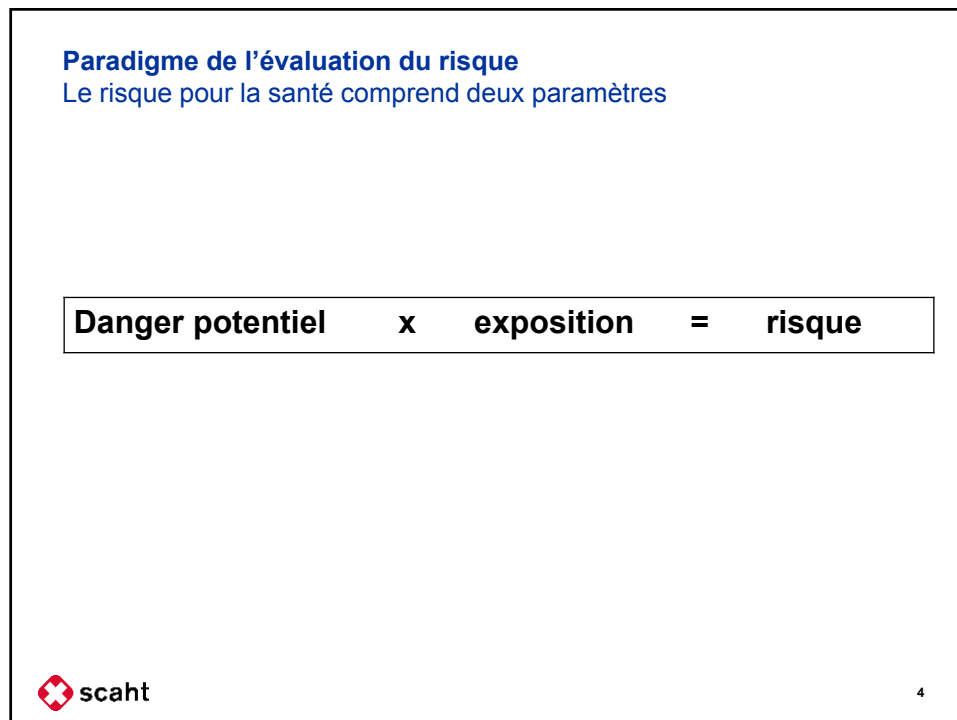 Paradigme de l’évaluation du risque
Le risque pour la santé comprend deux paramètres
Danger potentiel x exposition = risque
scaht
4